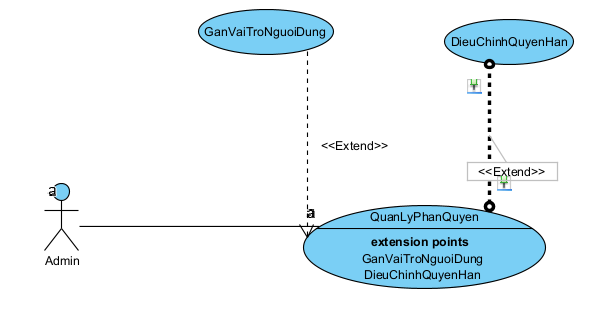 GanVaiTroNguoiDung
DieuChinhQuyenHan
<<Extend>>
<<Extend>>
a
a
QuanLyPhanQuyen
extension points
GanVaiTroNguoiDung
DieuChinhQuyenHan
Admin